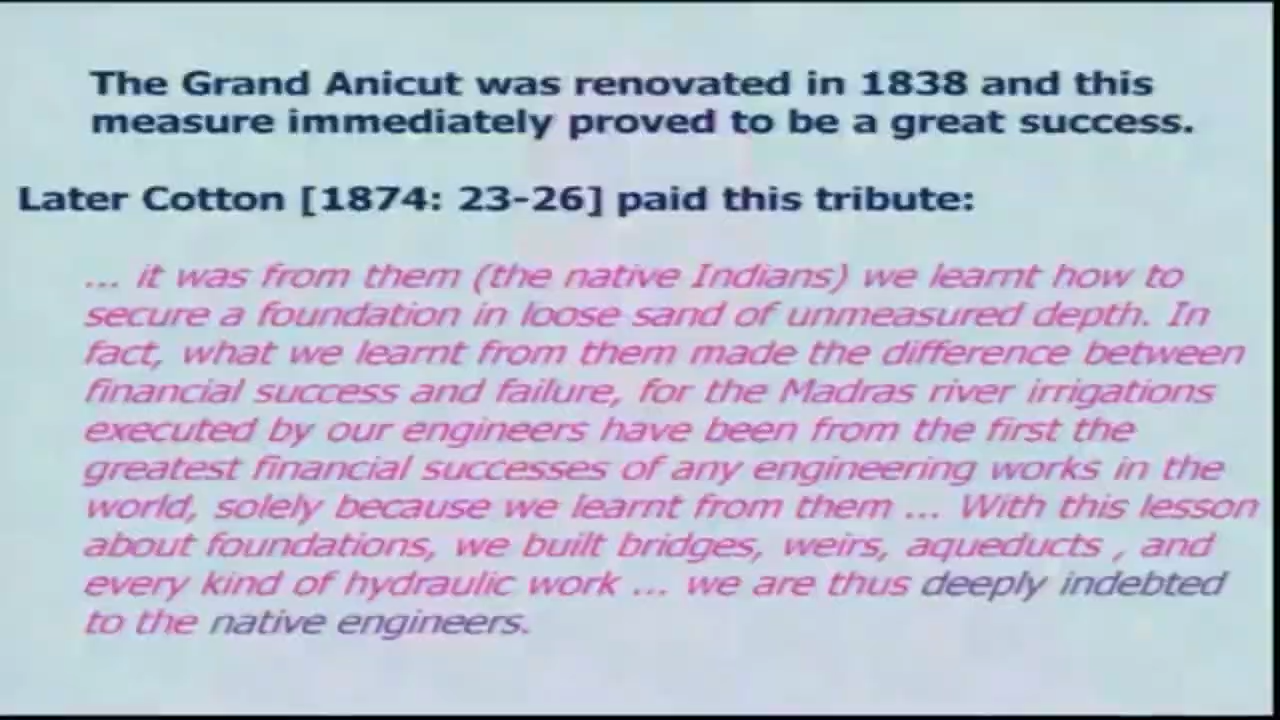 The Grand Anicut was renovated in 1838 and this
measure immediately proved to be a great success.
Later Cotton [1874: 23-26] paid this tribute:
... it was from them (the native Indians) we learnt how to
secure a foundation in loose sand of unmeasured depth. In
fact, what we learnt from them made the difference between
financial success and failure, for the Madras river irrigations
executed by our engineers have been from the first the
greatest financial successes of any engineering works in the
world, solely because we learnt from them ... With this lesson
about foundations, we built bridges, weirs, aqueducts , and
every kind of hydraulic work ... we are thus deeply indebted
to the native engineers.